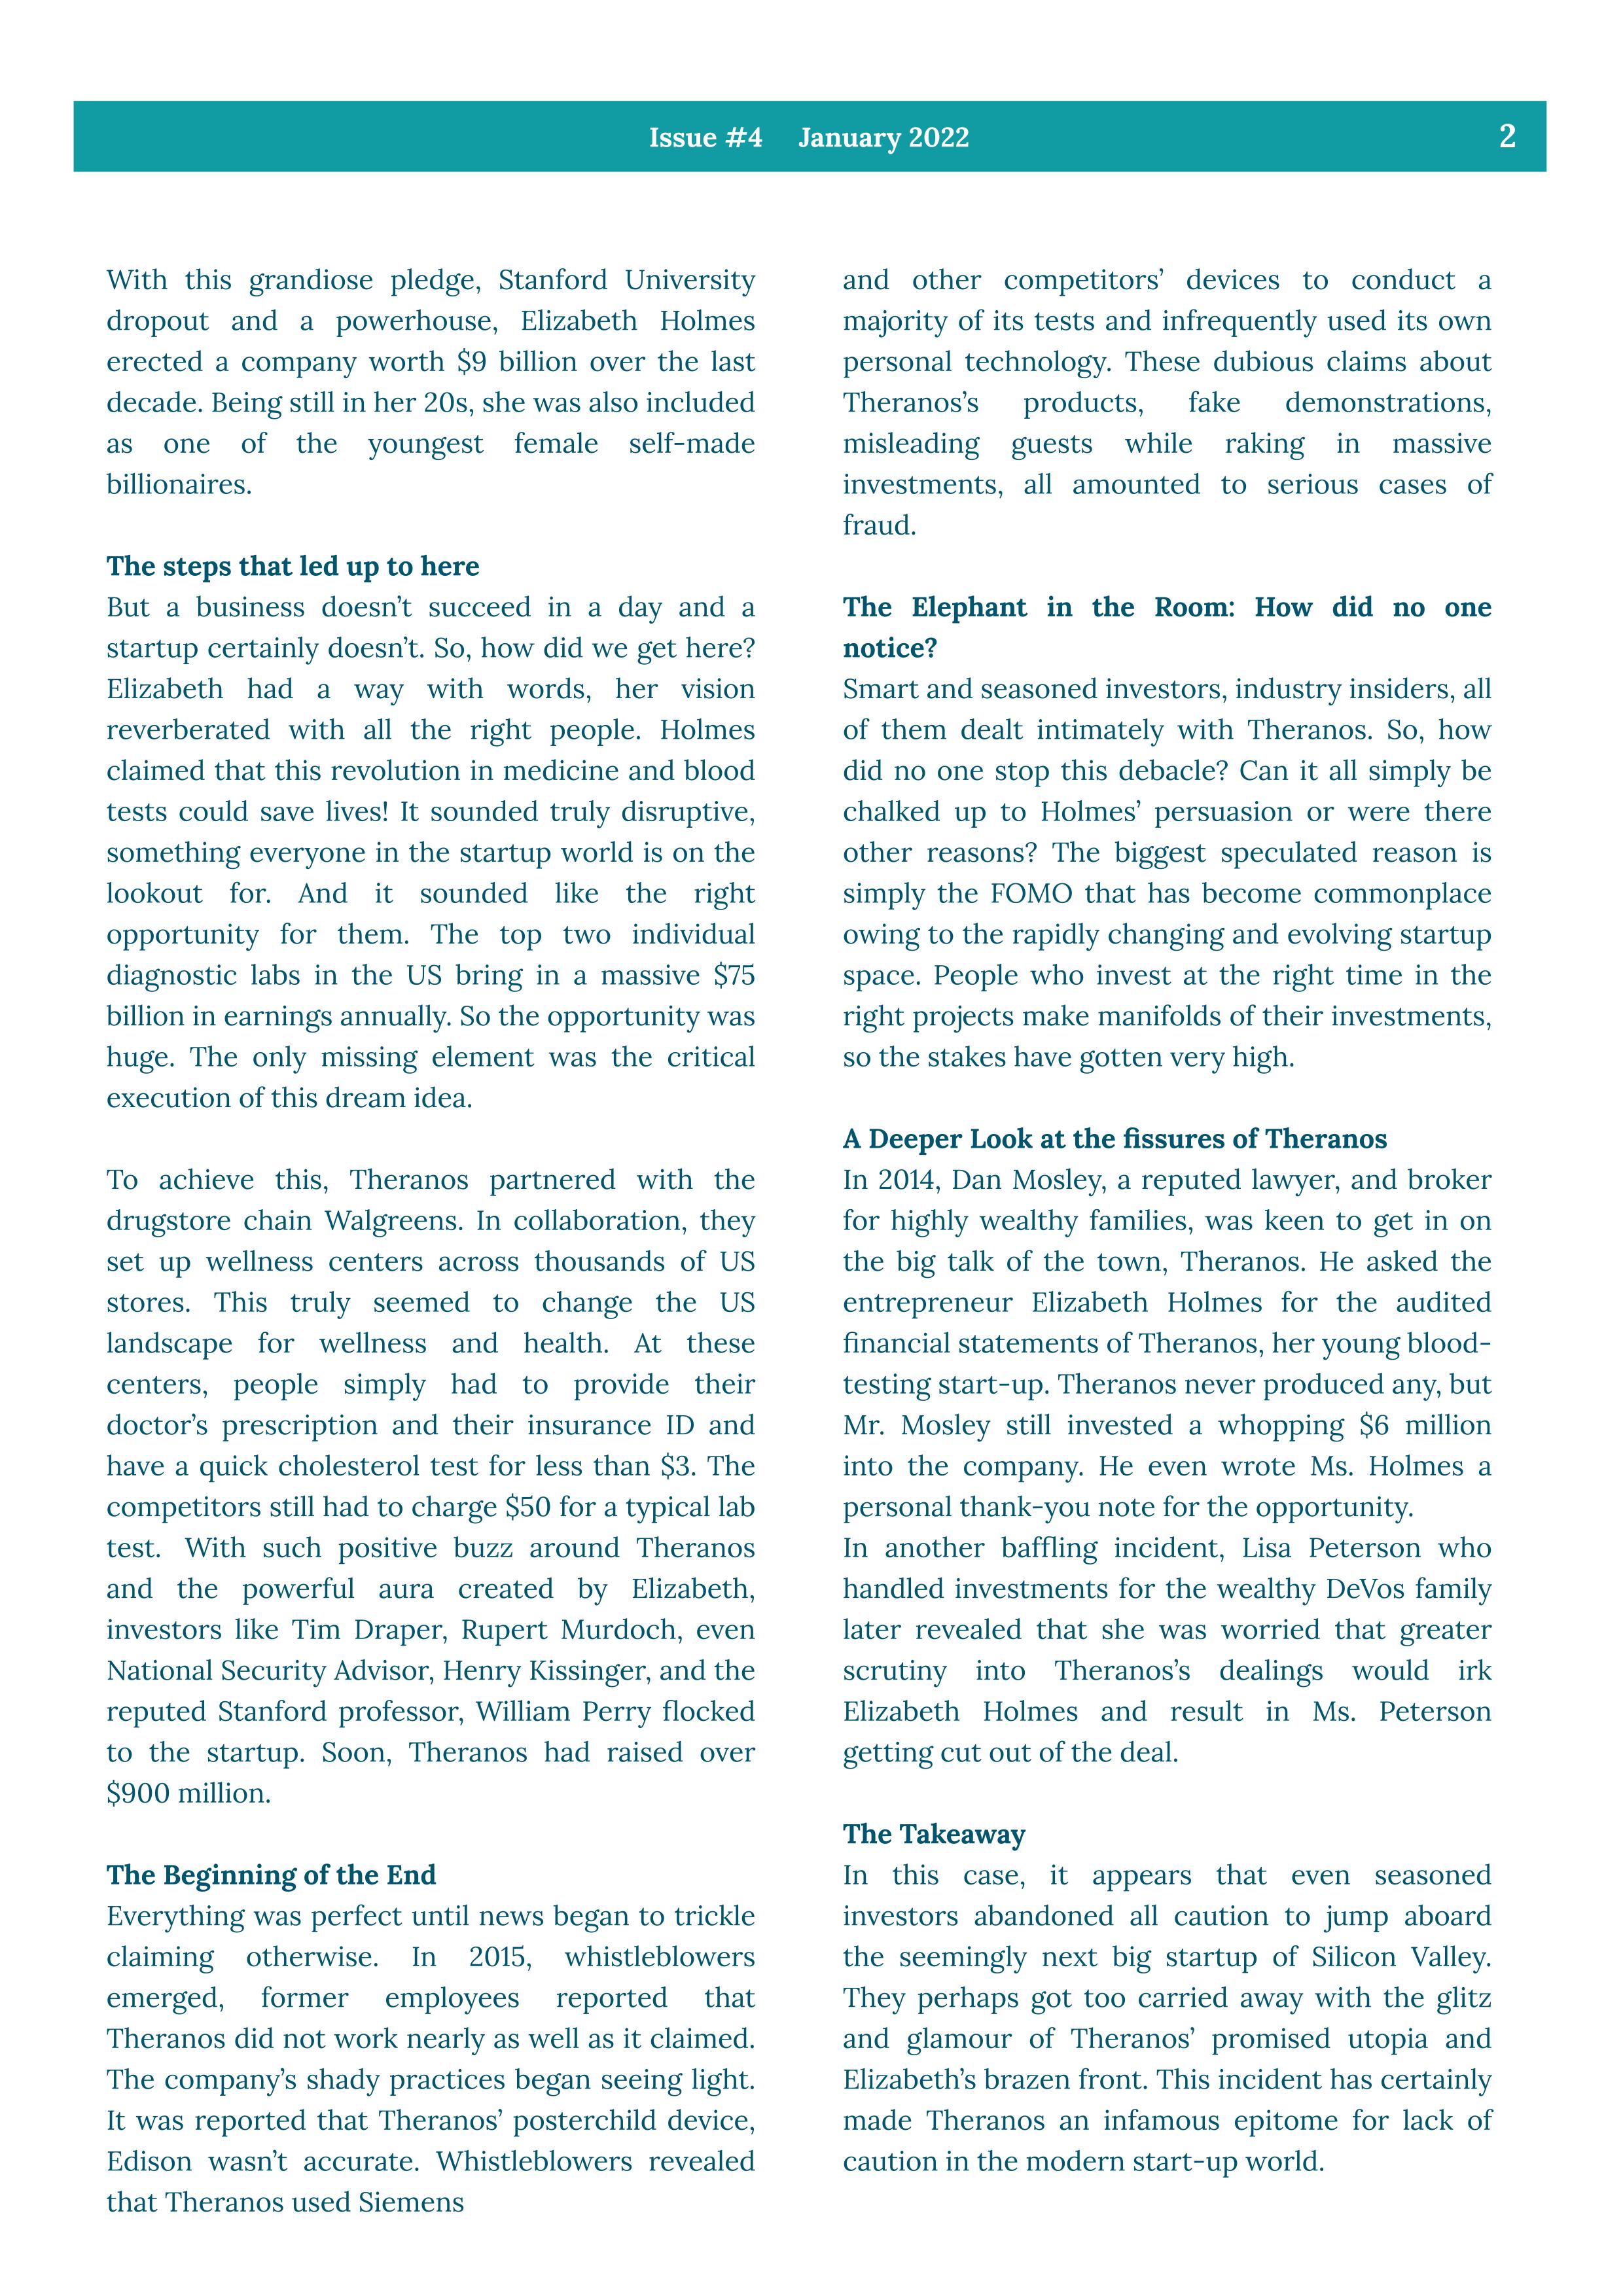 Issue #4 January 2022 2
With this grandiose pledge, Stanford University
dropout and a powerhouse, Elizabeth Holmes
erected a company worth $9 billion over the last
decade. Being still in her 20s, she was also included
as one of the youngest female self-made
billionaires.
The steps that led up to here
But a business doesn’t succeed in a day and a
startup certainly doesn’t. So, how did we get here?
Elizabeth had a way with words, her vision
reverberated with all the right people. Holmes
claimed that this revolution in medicine and blood
tests could save lives! It sounded truly disruptive,
something everyone in the startup world is on the
lookout for. And it sounded like the right
opportunity for them. The top two individual
diagnostic labs in the US bring in a massive $75
billion in earnings annually. So the opportunity was
huge. The only missing element was the critical
execution of this dream idea.
To achieve this, Theranos partnered with the
drugstore chain Walgreens. In collaboration, they
set up wellness centers across thousands of US
stores. This truly seemed to change the US
landscape for wellness and health. At these
centers, people simply had to provide their
doctor’s prescription and their insurance ID and
have a quick cholesterol test for less than $3. The
competitors still had to charge $50 for a typical lab
test. With such positive buzz around Theranos
and the powerful aura created by Elizabeth,
investors like Tim Draper, Rupert Murdoch, even
National Security Advisor, Henry Kissinger, and the
reputed Stanford professor, William Perry flocked
to the startup. Soon, Theranos had raised over
$900 million.
The Beginning of the End
Everything was perfect until news began to trickle
claiming otherwise. In 2015, whistleblowers
emerged, former employees reported that
Theranos did not work nearly as well as it claimed.
The company’s shady practices began seeing light.
It was reported that Theranos’ posterchild device,
Edison wasn’t accurate. Whistleblowers revealed
that Theranos used Siemens
and other competitors’ devices to conduct a
majority of its tests and infrequently used its own
personal technology. These dubious claims about
Theranos’s products, fake demonstrations,
misleading guests while raking in massive
investments, all amounted to serious cases of
fraud.
The Elephant in the Room: How did no one
notice?
Smart and seasoned investors, industry insiders, all
of them dealt intimately with Theranos. So, how
did no one stop this debacle? Can it all simply be
chalked up to Holmes’ persuasion or were there
other reasons? The biggest speculated reason is
simply the FOMO that has become commonplace
owing to the rapidly changing and evolving startup
space. People who invest at the right time in the
right projects make manifolds of their investments,
so the stakes have gotten very high.
A Deeper Look at the fissures of Theranos
In 2014, Dan Mosley, a reputed lawyer, and broker
for highly wealthy families, was keen to get in on
the big talk of the town, Theranos. He asked the
entrepreneur Elizabeth Holmes for the audited
financial statements of Theranos, her young blood-
testing start-up. Theranos never produced any, but
Mr. Mosley still invested a whopping $6 million
into the company. He even wrote Ms. Holmes a
personal thank-you note for the opportunity.
In another baffling incident, Lisa Peterson who
handled investments for the wealthy DeVos family
later revealed that she was worried that greater
scrutiny into Theranos’s dealings would irk
Elizabeth Holmes and result in Ms. Peterson
getting cut out of the deal.
The Takeaway
In this case, it appears that even seasoned
investors abandoned all caution to jump aboard
the seemingly next big startup of Silicon Valley.
They perhaps got too carried away with the glitz
and glamour of Theranos’ promised utopia and
Elizabeth’s brazen front. This incident has certainly
made Theranos an infamous epitome for lack of
caution in the modern start-up world.